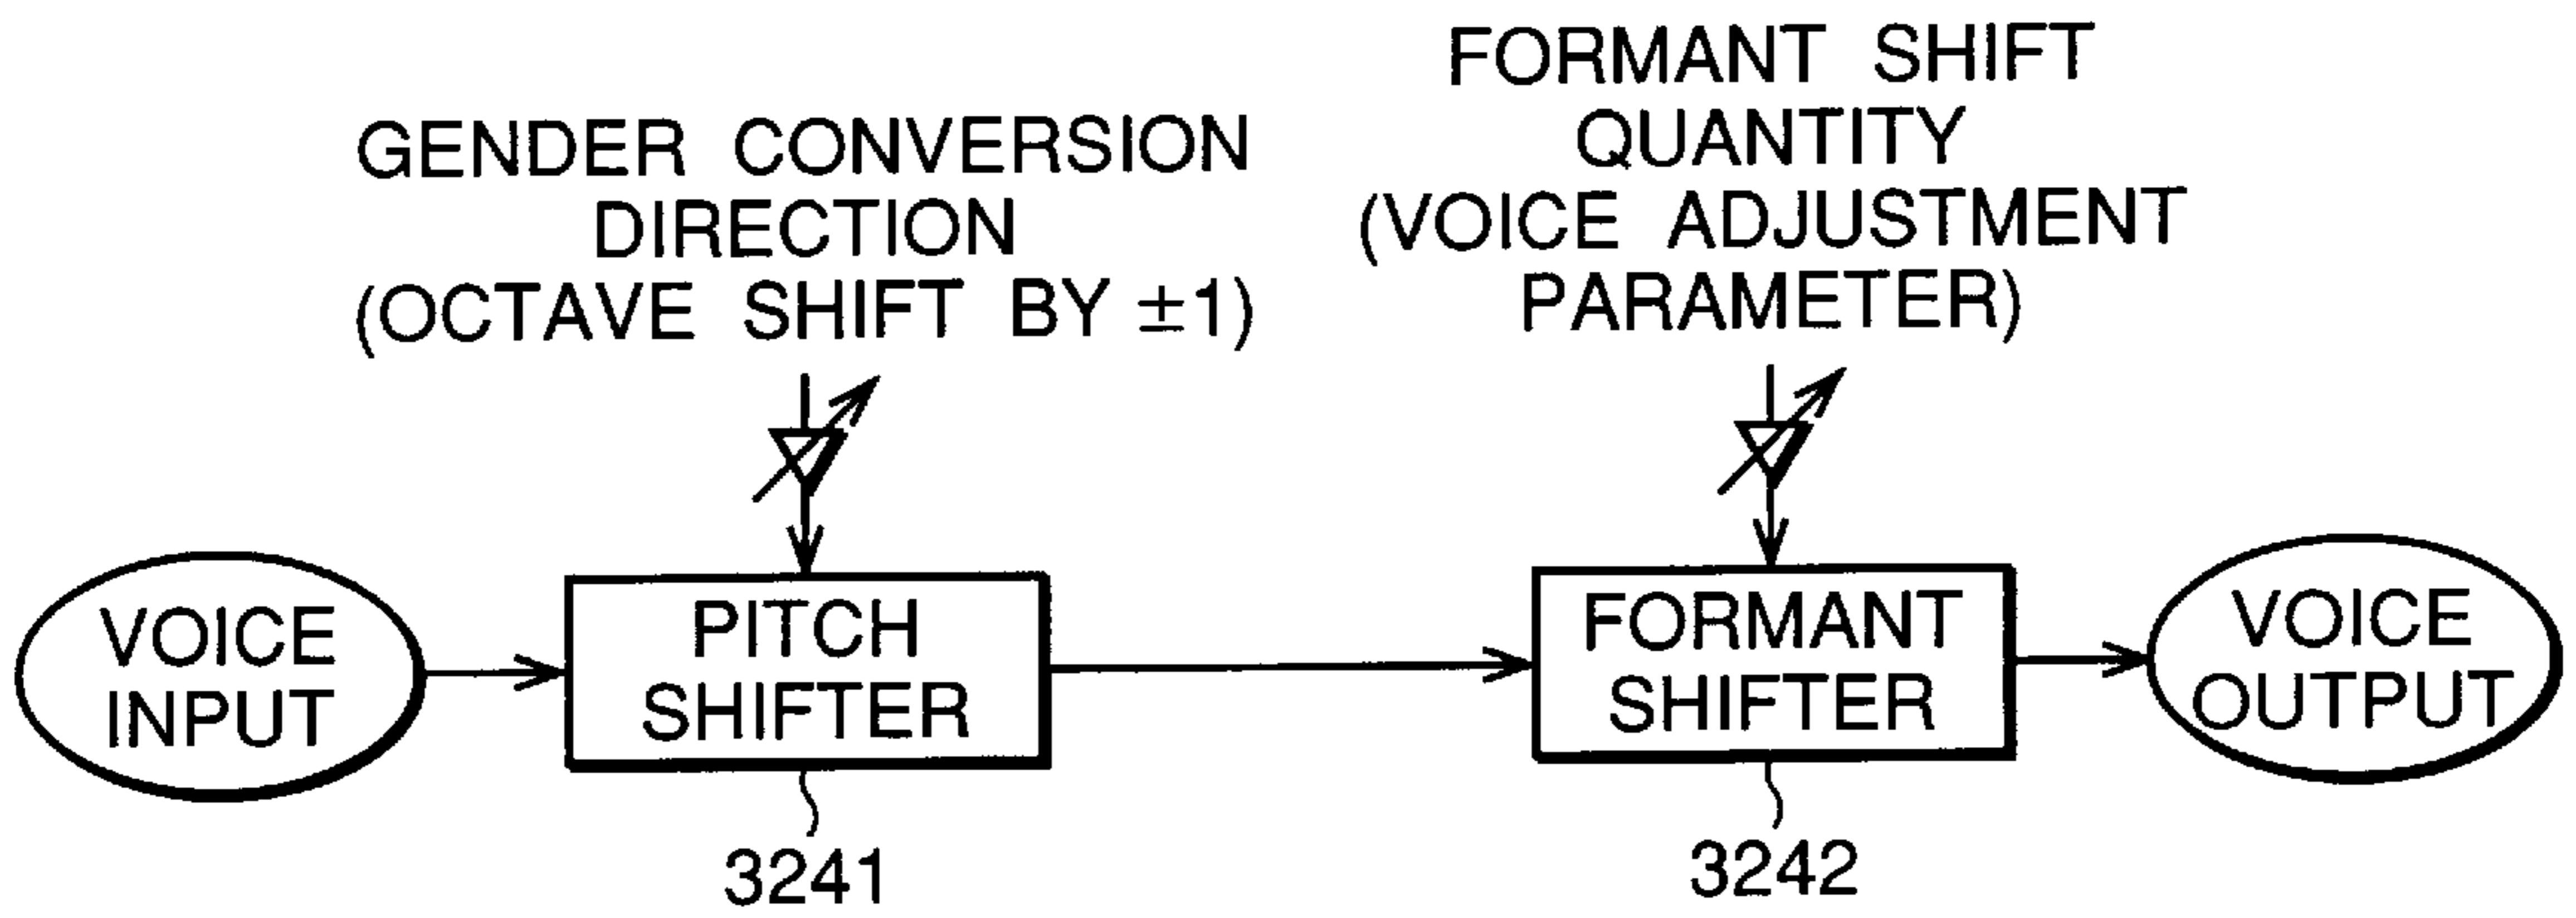 GENDER CONVERSION
DIRECTION
(OCTAVE SHIFT BY ±1)
FORMANT SHIFT
QUANTITY
(VOICE ADJUSTMENT
PARAMETER)
VOICE
INPUT
PITCH
SHIFTER
FORMANT
SHIFTER
VOICE
OUTPUT
3241
3242